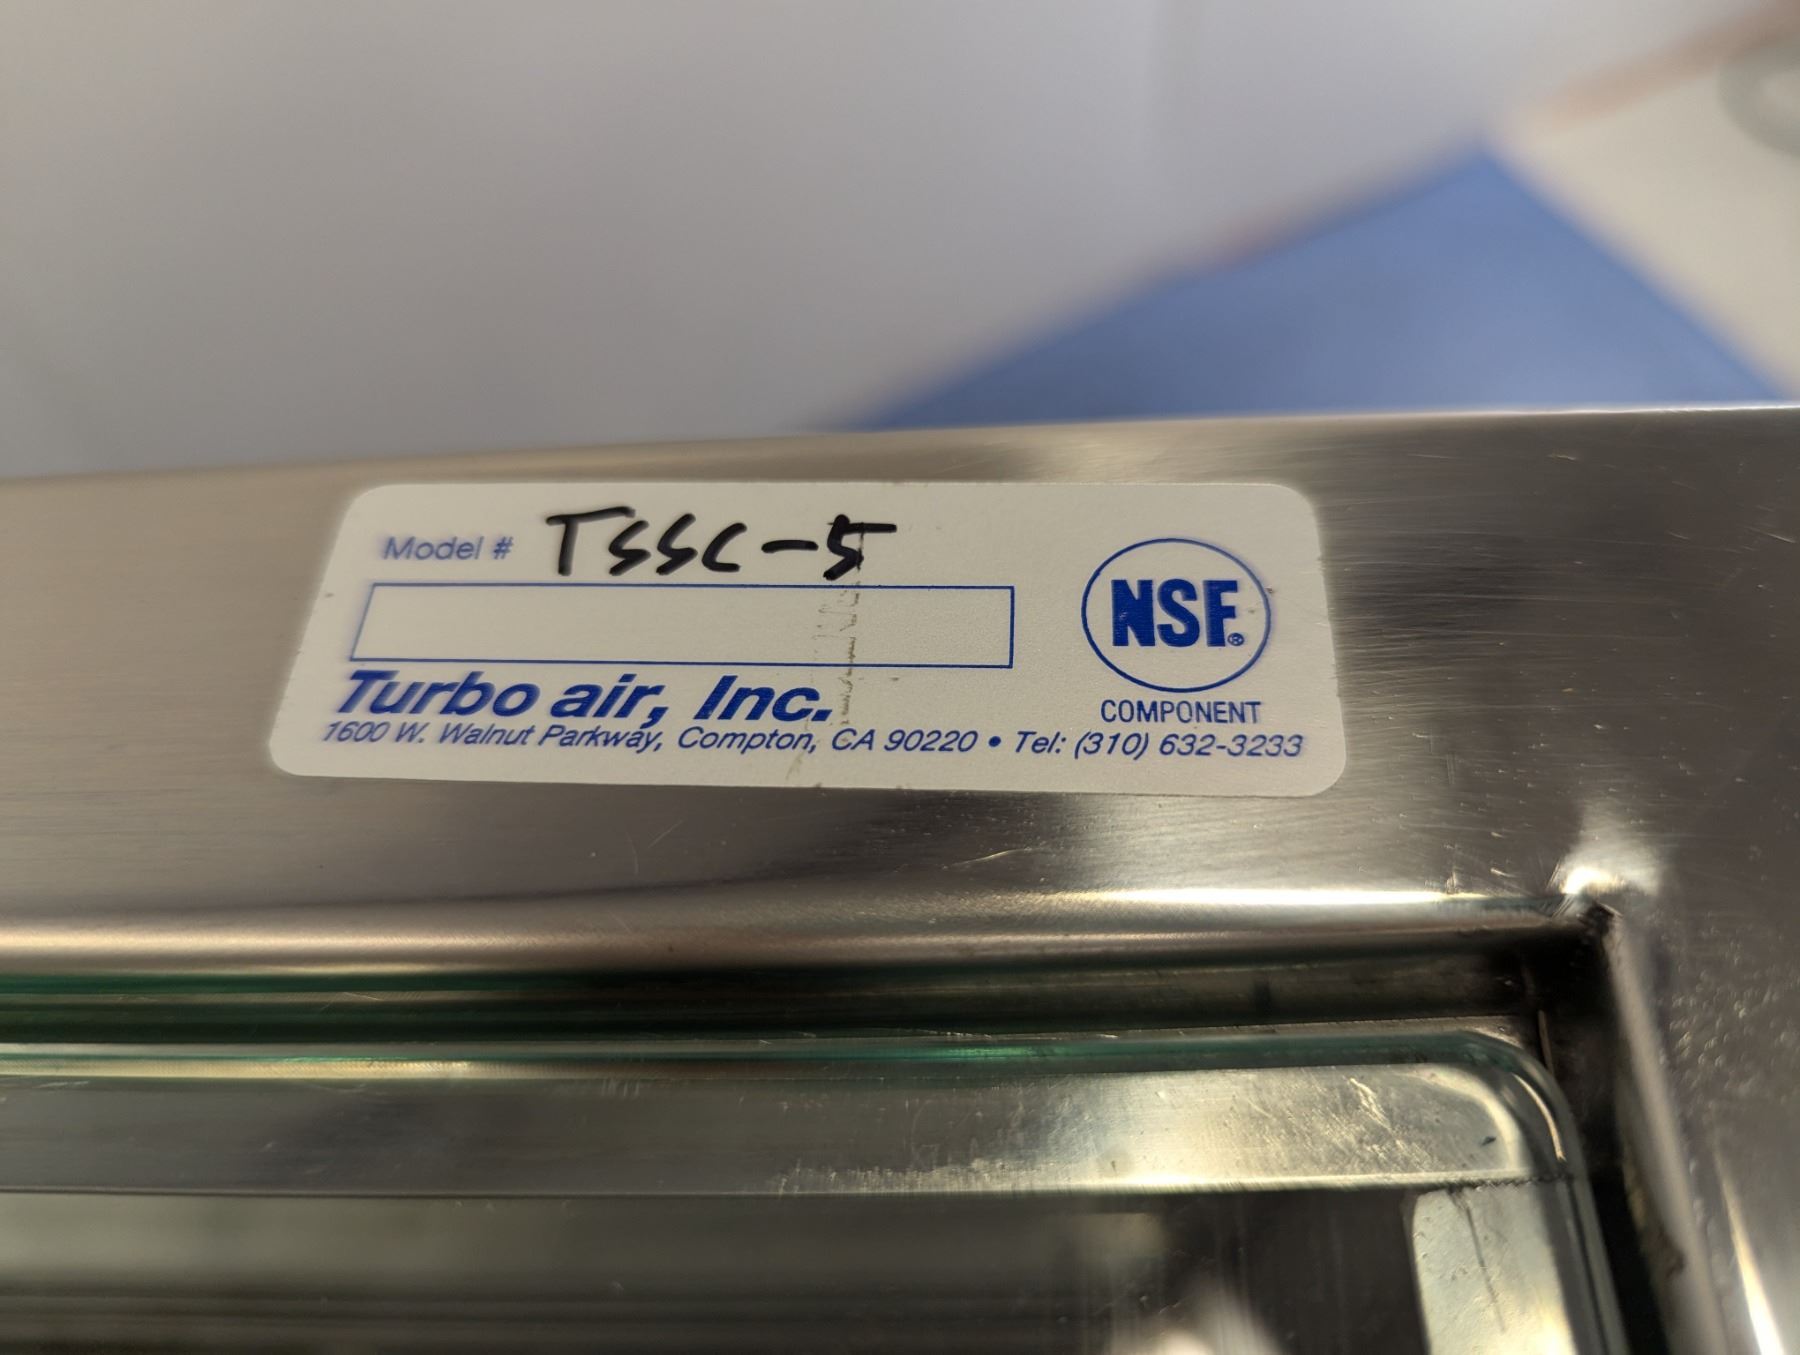 Model # TSSC-5
NSF®
Turbo air, Inc.
COMPONENT
1600 W. Walnut Parkway, Compton, CA 90220 • Tel: (310) 632-3233